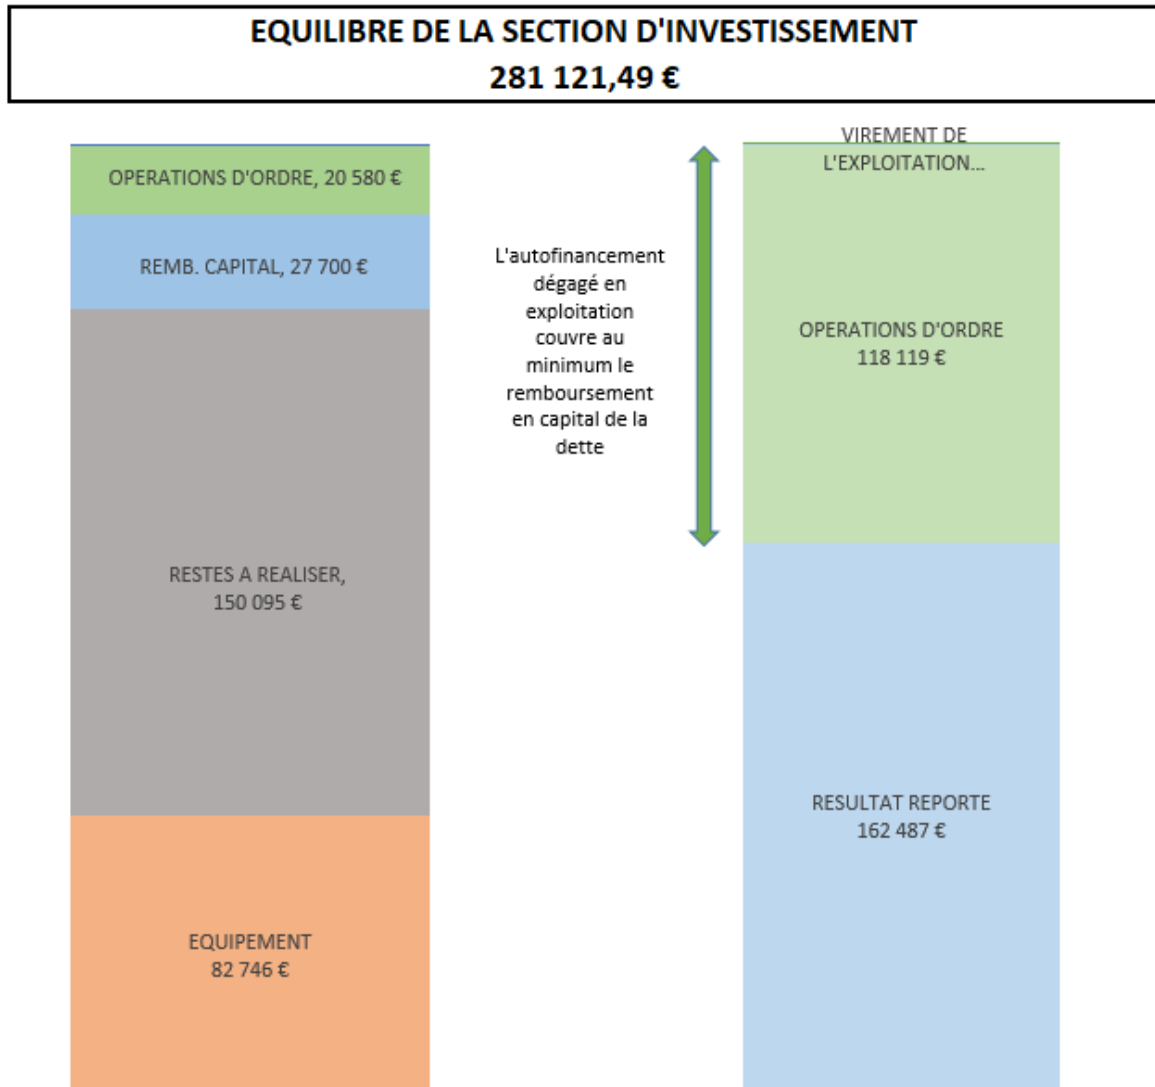 EQUILIBRE DE LA SECTION D'INVESTISSEMENT
281 121,49 €
OPERATIONS D'ORDRE, 20 580 €
REMB. CAPITAL, 27 700 €
RESTES A REALISER,
150 095 €
EQUIPEMENT
82 746 €
L'autofinancement
dégagé en
exploitation
couvre au
minimum le
remboursement
en capital de la
dette
VIREMENT DE
L'EXPLOITATION...
OPERATIONS D'ORDRE
118 119 €
RESULTAT REPORTE
162 487 €